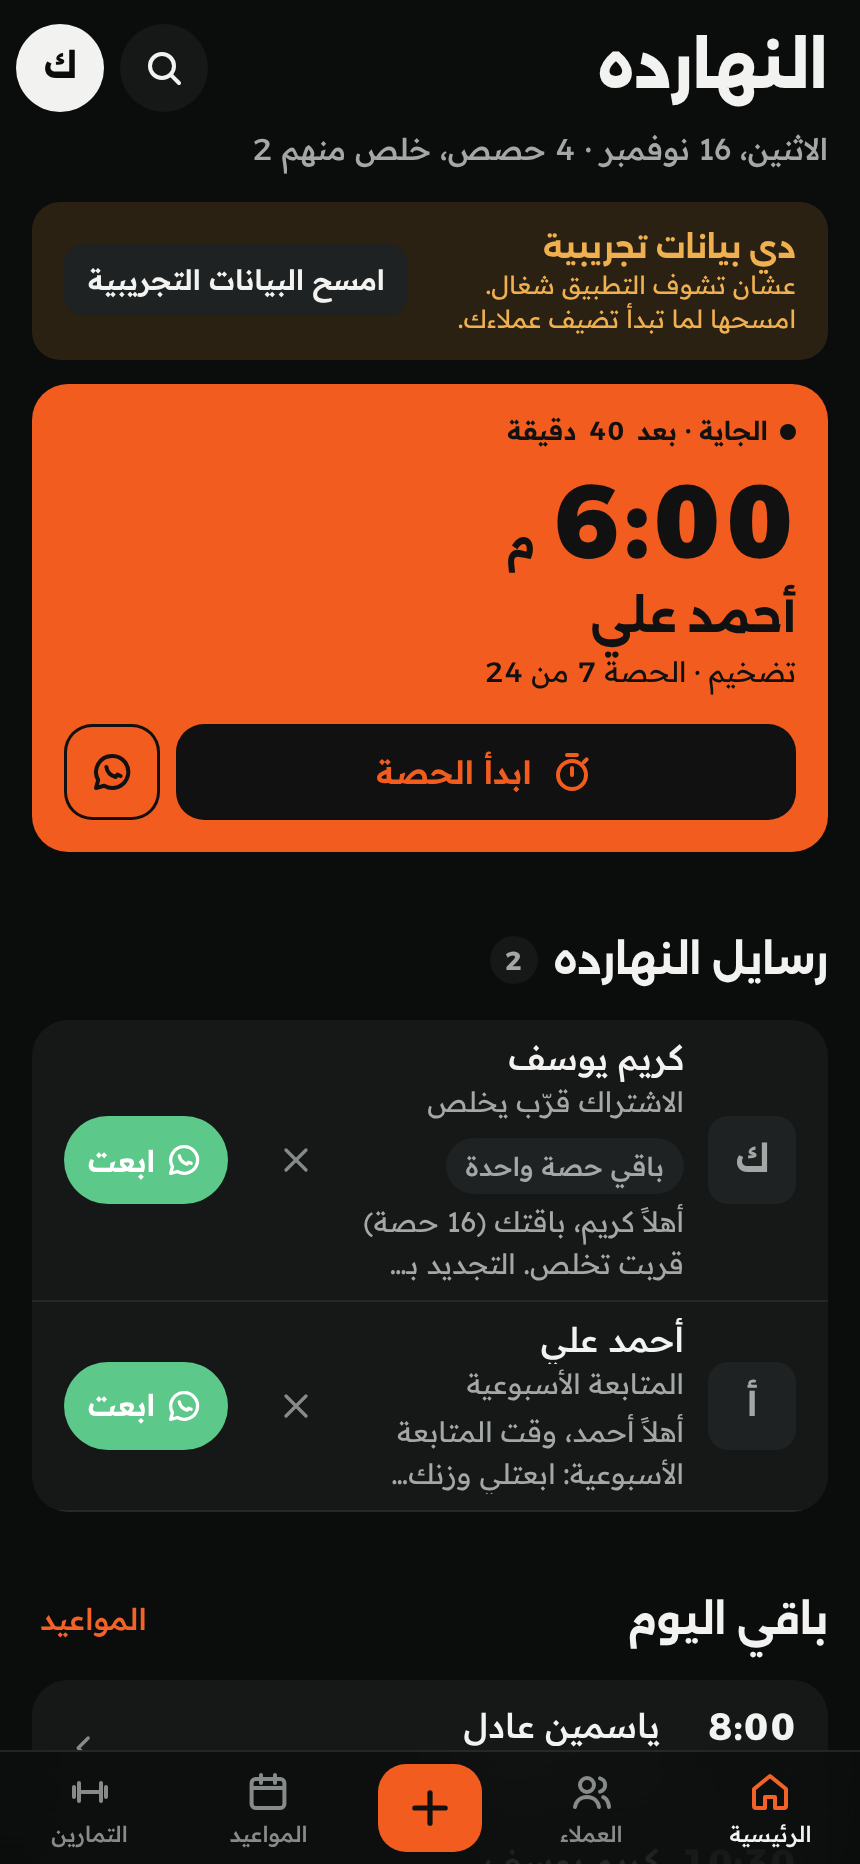 النهارده
ك
الاثنين، 16 نوفمبر · 4 حصص، خلص منهم 2
دي بيانات تجريبية
عشان تشوف التطبيق شغال.
امسحها لما تبدأ تضيف عملاءك.
امسح البيانات التجريبية
الجاية · بعد 40 دقيقة
6:00 م
أحمد علي
تضخيم · الحصة 7 من 24
ابدأ الحصة
رسايل النهارده 2
ك
كريم يوسف
الاشتراك قرّب يخلص
باقي حصة واحدة
أهلاً كريم، باقتك (16 حصة)
قربت تخلص. التجديد بـ...
ابعت
أ
أحمد علي
المتابعة الأسبوعية
أهلاً أحمد، وقت المتابعة
الأسبوعية: ابعتلي وزنك...
ابعت
باقي اليوم
المواعيد
8:00 ياسمين عادل
10:30 كريم يوسف
الرئيسية
العملاء
المواعيد
التمارين